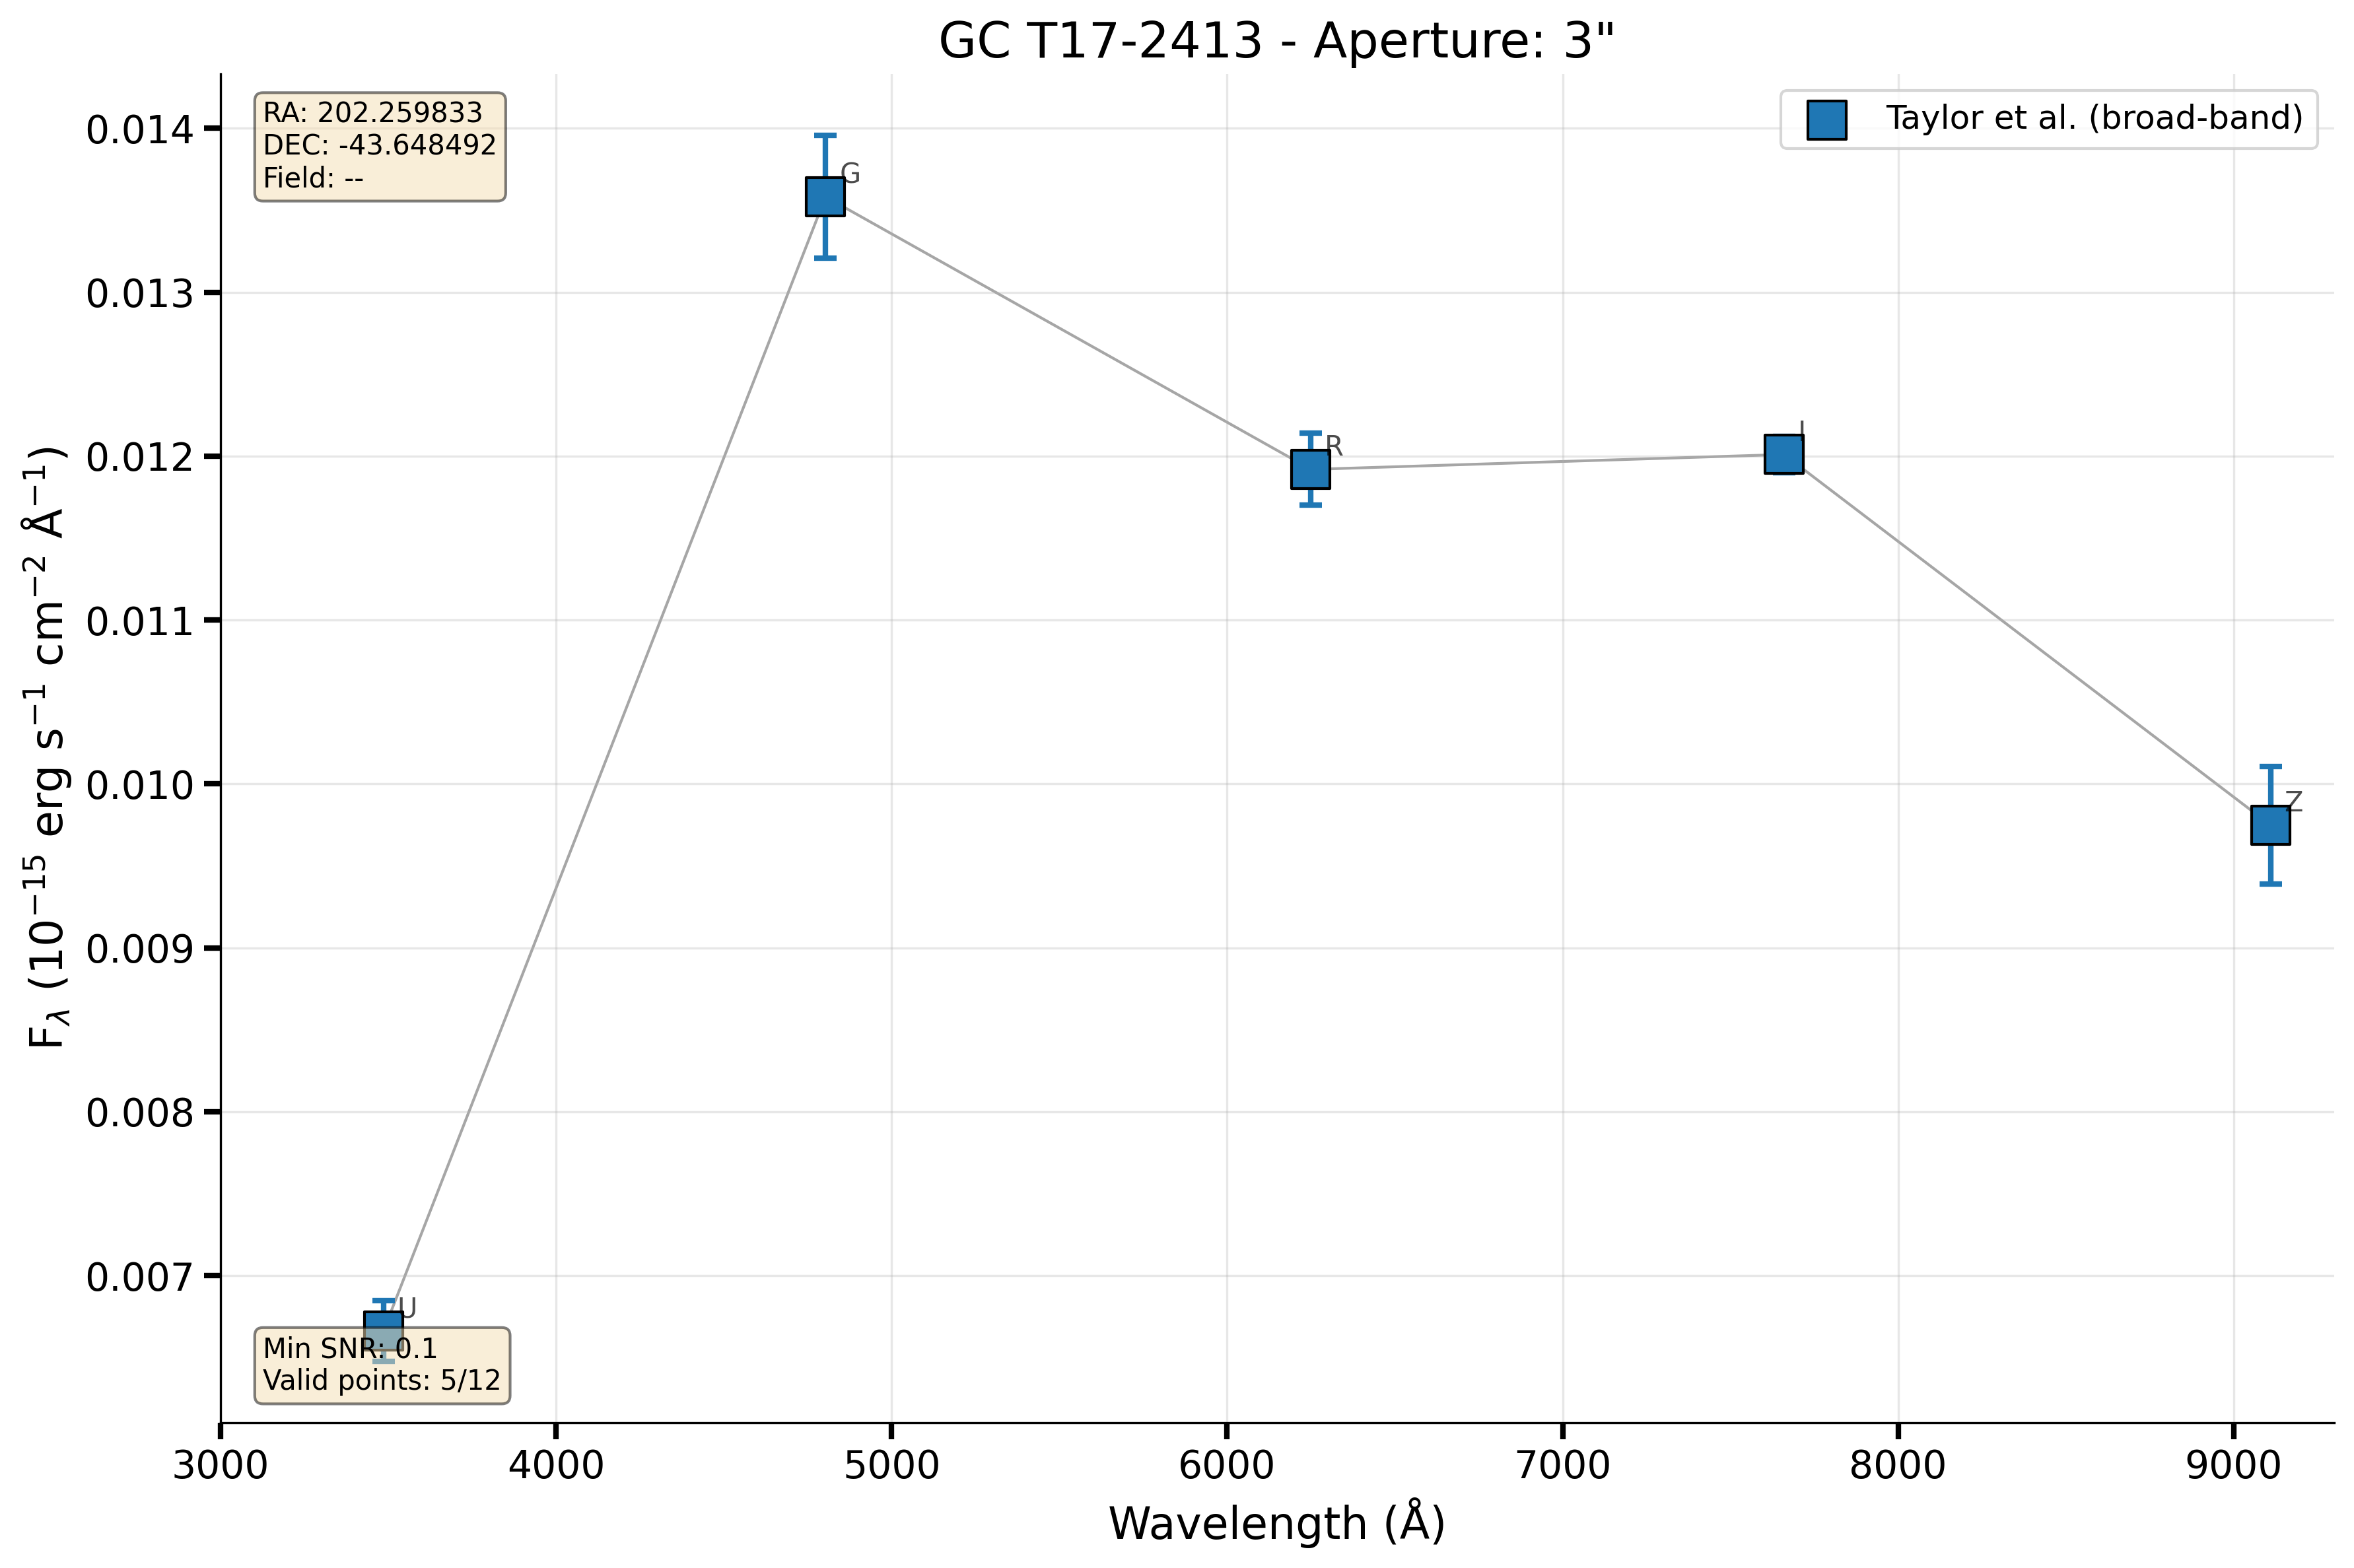 GC T17-2413 - Aperture: 3"
RA: 202.259833
DEC: -43.648492
Field: --
Taylor et al. (broad-band)
G
R
I
Z
U
Min SNR: 0.1
Valid points: 5/12
0.014
0.013
0.012
0.011
0.010
0.009
0.008
0.007
F_λ (10⁻¹⁵ erg s⁻¹ cm⁻² Å⁻¹)
3000 4000 5000 6000 7000 8000 9000
Wavelength (Å)